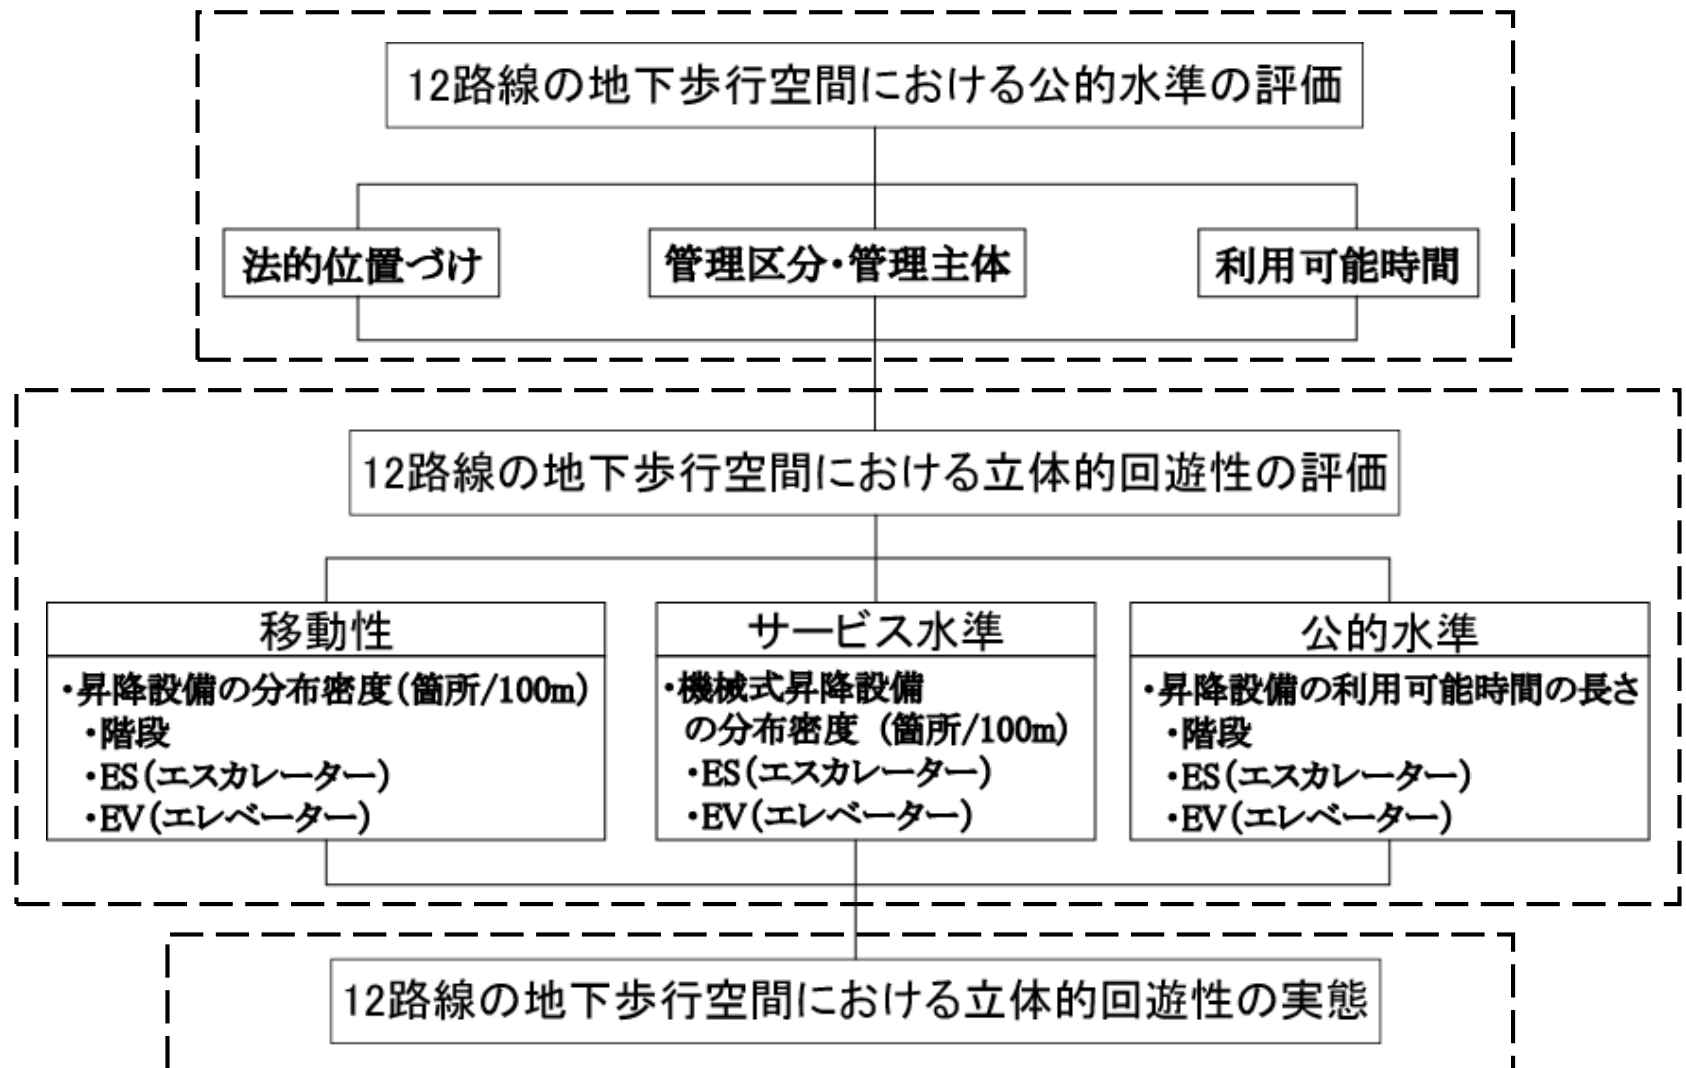 12路線の地下歩行空間における公的水準の評価
法的位置づけ
管理区分・管理主体
利用可能時間
12路線の地下歩行空間における立体的回遊性の評価
移動性
・昇降設備の分布密度(箇所/100m)
・階段
・ES(エスカレーター)
・EV(エレベーター)
サービス水準
・機械式昇降設備
の分布密度 (箇所/100m)
・ES(エスカレーター)
・EV(エレベーター)
公的水準
・昇降設備の利用可能時間の長さ
・階段
・ES(エスカレーター)
・EV(エレベーター)
12路線の地下歩行空間における立体的回遊性の実態